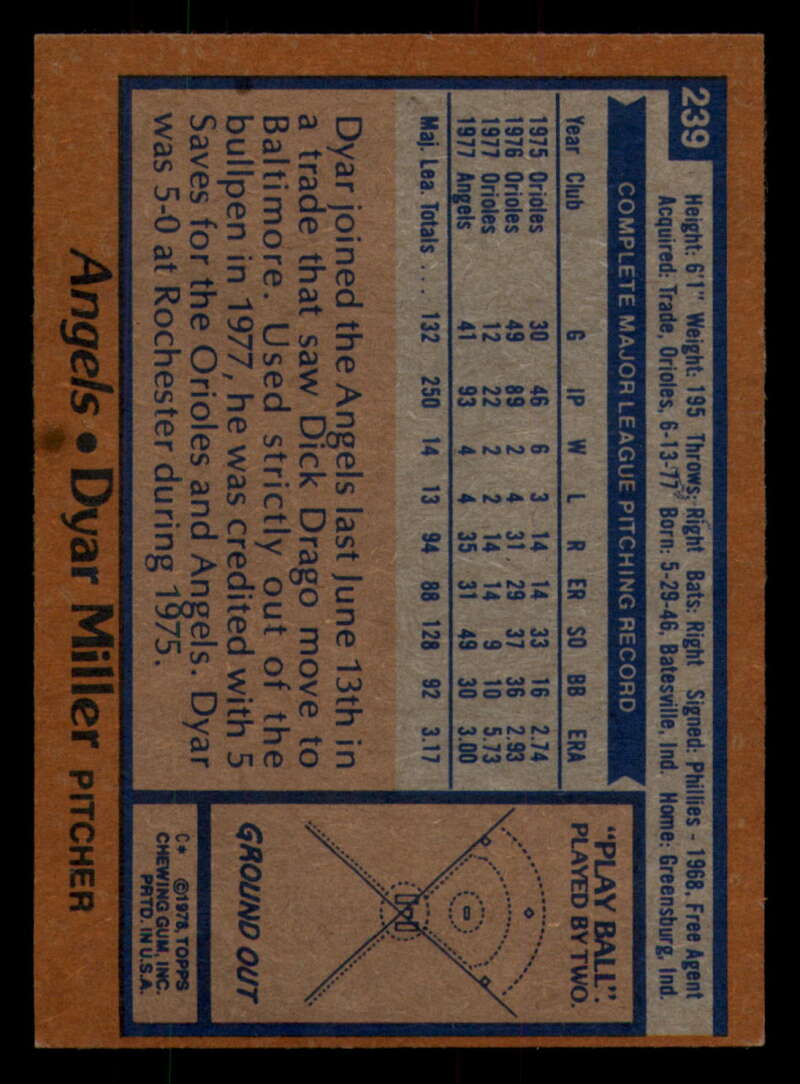 239
Height: 6'1" Weight: 195 Throws: Right Bats: Right Signed: Phillies - 1968, Free Agent
Acquired: Trade, Orioles, 6-13-77 Born: 5-29-46, Batesville, Ind. Home: Greensburg, Ind.
COMPLETE MAJOR LEAGUE PITCHING RECORD
Year Club G IP W L R ER SO BB ERA
1975 Orioles 30 46 6 3 14 14 33 16 2.74
1976 Orioles 49 89 2 4 31 29 37 36 2.93
1977 Orioles 12 22 2 2 14 14 9 10 5.73
1977 Angels 41 93 4 4 35 31 49 30 3.00
Maj. Lea. Totals .... 132 250 14 13 94 88 128 92 3.17
Dyar joined the Angels last June 13th in
a trade that saw Dick Drago move to
Baltimore. Used strictly out of the
bullpen in 1977, he was credited with 5
Saves for the Orioles and Angels. Dyar
was 5-0 at Rochester during 1975.
"PLAY BALL".
PLAYED BY TWO.
GROUND OUT
C* ©1978, TOPPS
CHEWING GUM, INC.
PRTD. IN U.S.A.
Angels • Dyar Miller PITCHER